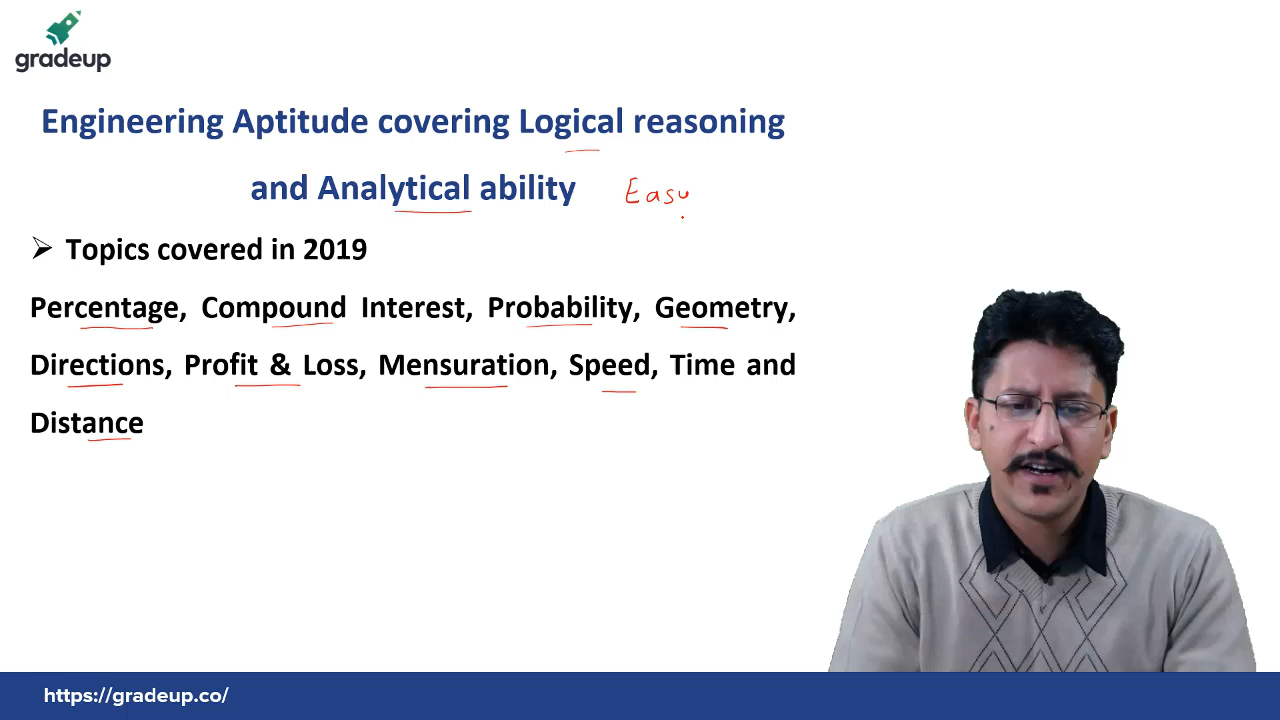 gradeup
Engineering Aptitude covering Logical reasoning
and Analytical ability Easy
➢ Topics covered in 2019
Percentage, Compound Interest, Probability, Geometry,
Directions, Profit & Loss, Mensuration, Speed, Time and
Distance
https://gradeup.co/